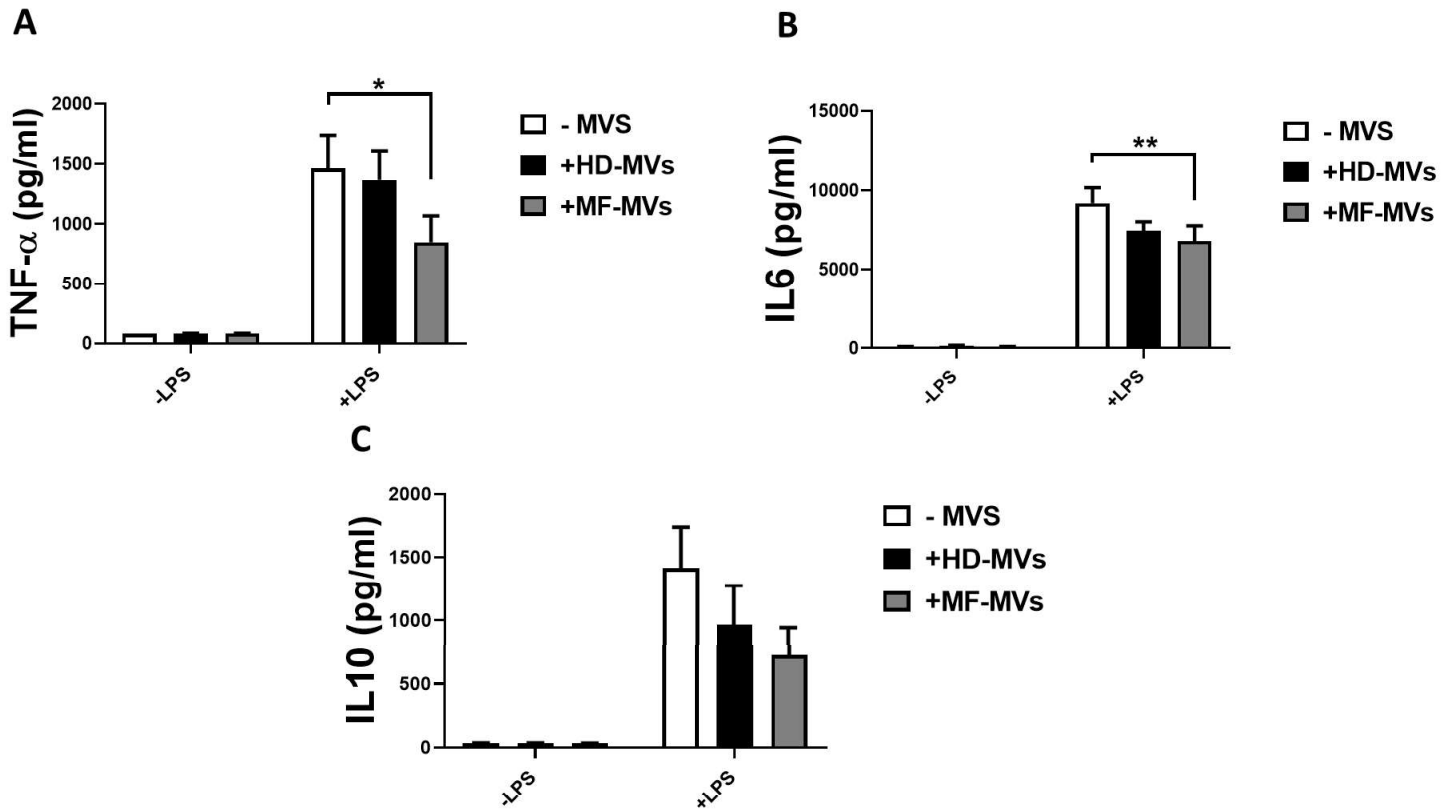 A
TNF-α (pg/ml)
2000
1500
1000
500
0
*
-LPS
+LPS
- MVS
+HD-MVs
+MF-MVs
B
IL6 (pg/ml)
15000
10000
5000
0
**
-LPS
+LPS
- MVS
+HD-MVs
+MF-MVs
C
IL10 (pg/ml)
2000
1500
1000
500
0
-LPS
+LPS
- MVS
+HD-MVs
+MF-MVs